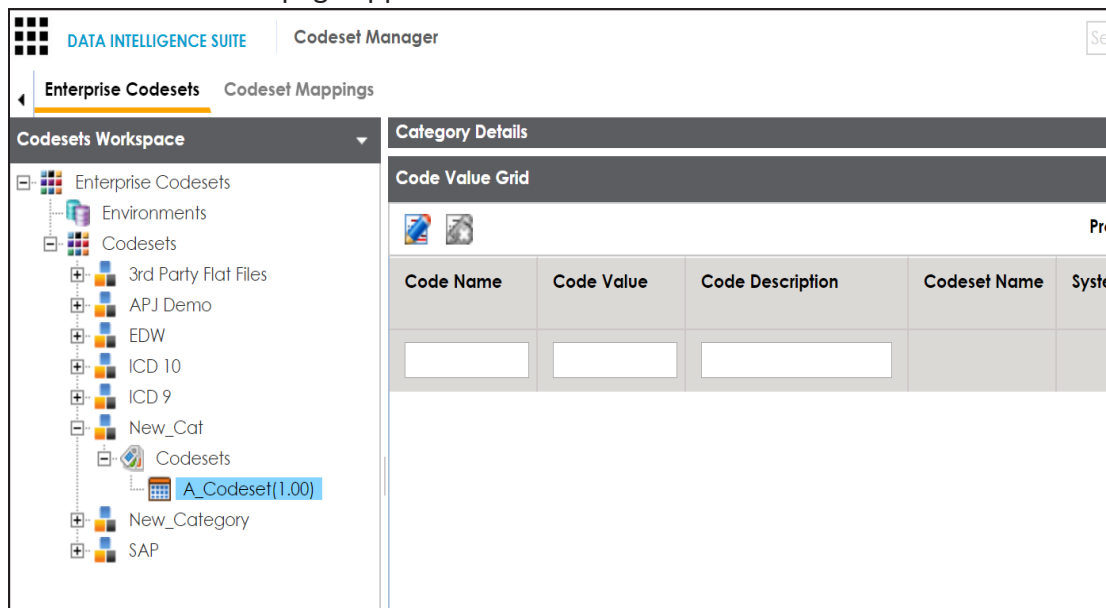 DATA INTELLIGENCE SUITE Codeset Manager
Enterprise Codesets Codeset Mappings
Codesets Workspace
Enterprise Codesets
Environments
Codesets
3rd Party Flat Files
APJ Demo
EDW
ICD 10
ICD 9
New_Cat
Codesets
A_Codeset(1.00)
New_Category
SAP
Category Details
Code Value Grid
Code Name Code Value Code Description Codeset Name